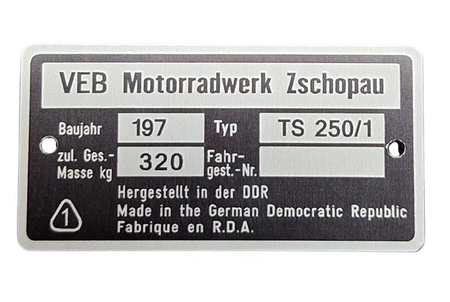 VEB Motorradwerk Zschopau
Baujahr 197 Typ TS 250/1
zul. Ges.- Masse kg 320 Fahr- gest.-Nr.
Hergestellt in der DDR
1 Made in the German Democratic Republic
Fabrique en R.D.A.